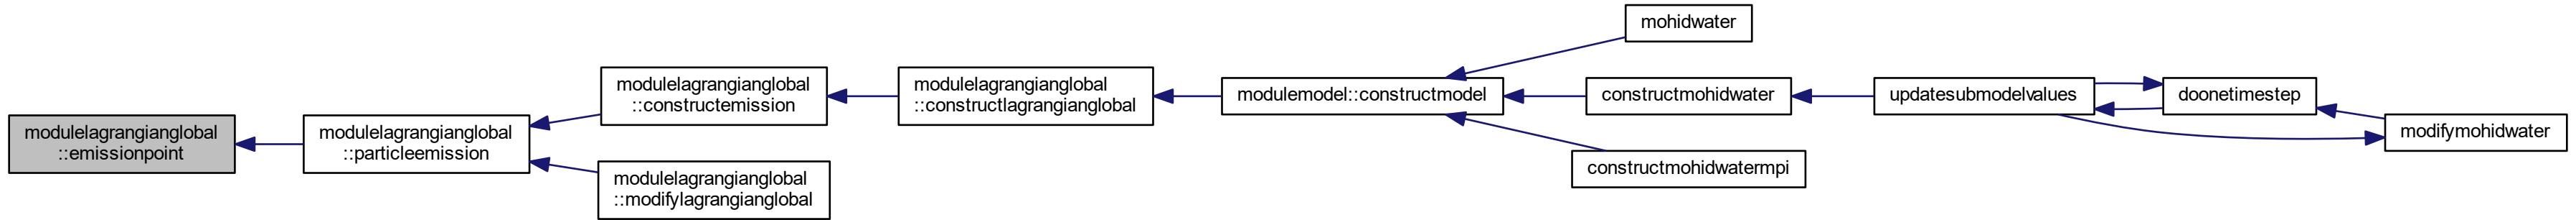 modulelagrangianglobal
::emissionpoint
modulelagrangianglobal
::particleemission
modulelagrangianglobal
::constructemission
modulelagrangianglobal
::modifylagrangianglobal
modulelagrangianglobal
::constructlagrangianglobal
modulemodel::constructmodel
mohidwater
constructmohidwater
constructmohidwatermpi
updatesubmodelvalues
doonetimestep
modifymohidwater